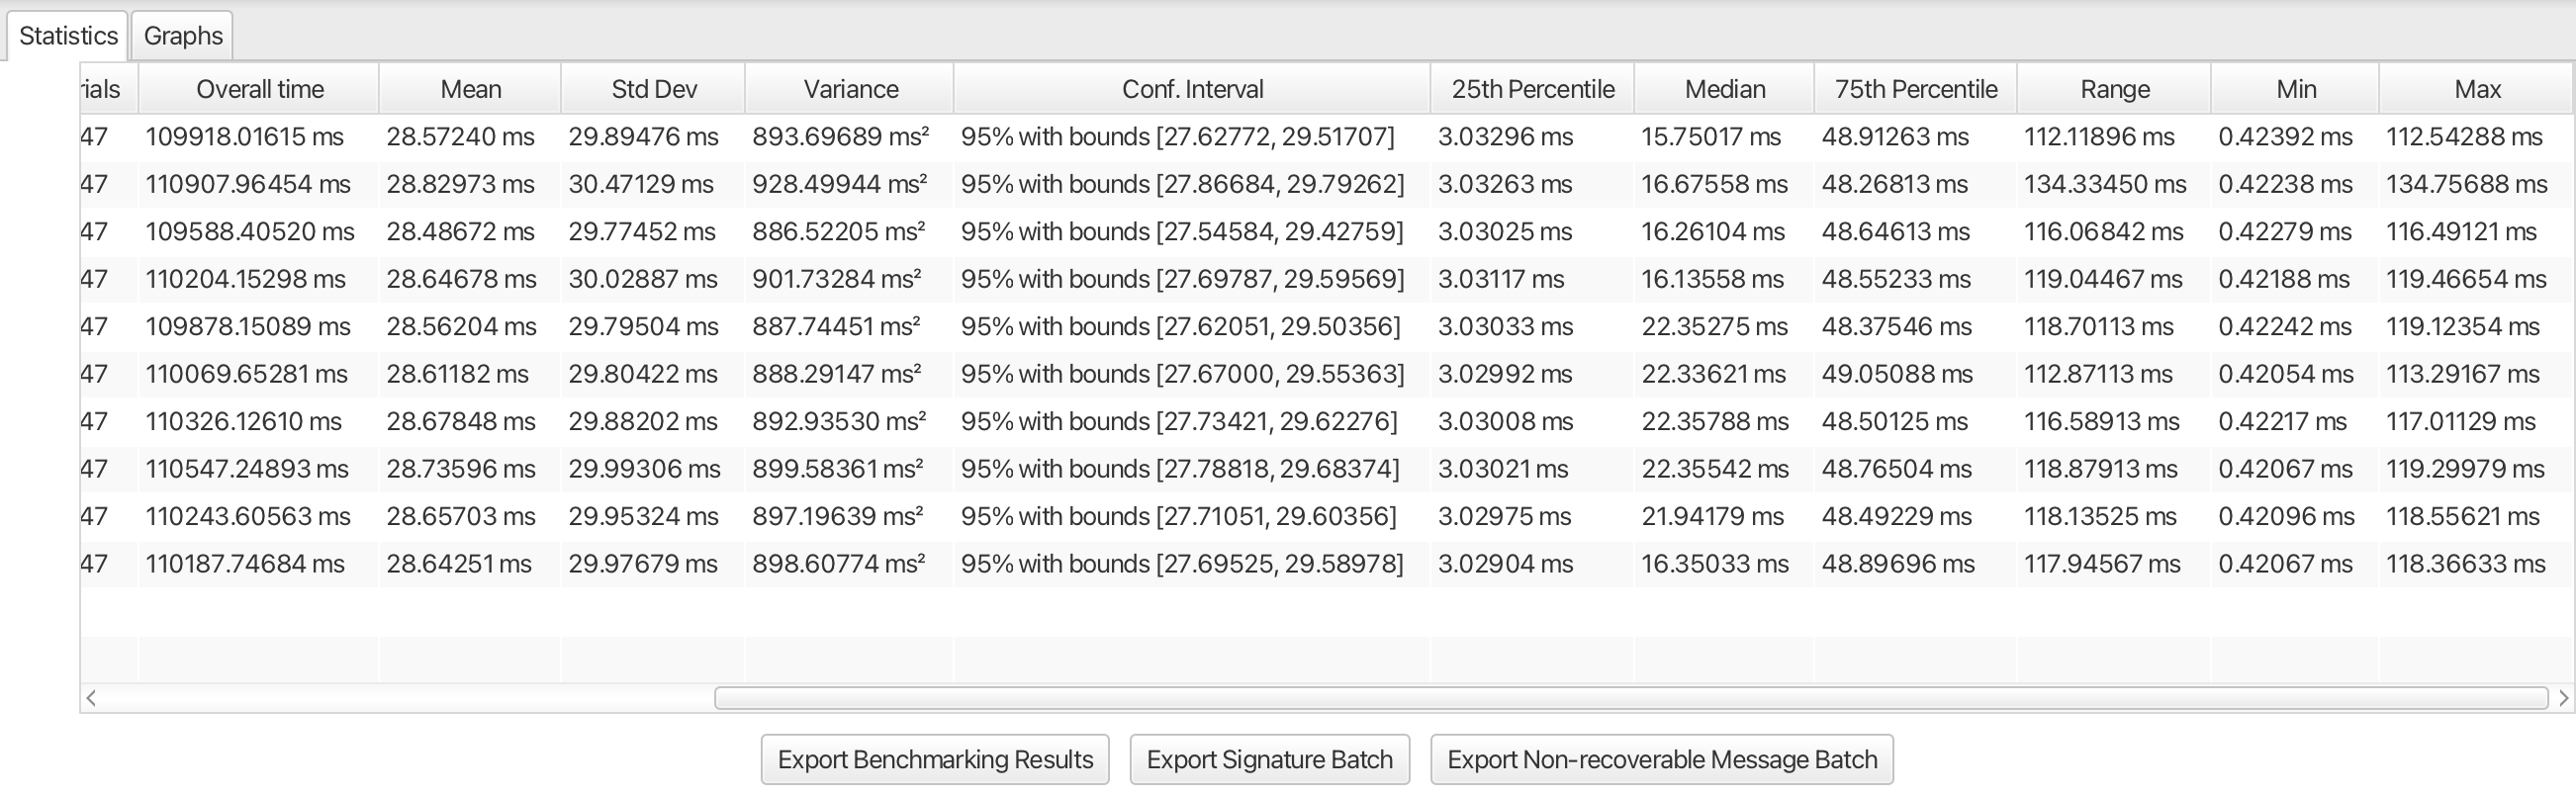 Statistics Graphs
rials Overall time Mean Std Dev Variance Conf. Interval 25th Percentile Median 75th Percentile Range Min Max
47 109918.01615 ms 28.57240 ms 29.89476 ms 893.69689 ms² 95% with bounds [27.62772, 29.51707] 3.03296 ms 15.75017 ms 48.91263 ms 112.11896 ms 0.42392 ms 112.54288 ms
47 110907.96454 ms 28.82973 ms 30.47129 ms 928.49944 ms² 95% with bounds [27.86684, 29.79262] 3.03263 ms 16.67558 ms 48.26813 ms 134.33450 ms 0.42238 ms 134.75688 ms
47 109588.40520 ms 28.48672 ms 29.77452 ms 886.52205 ms² 95% with bounds [27.54584, 29.42759] 3.03025 ms 16.26104 ms 48.64613 ms 116.06842 ms 0.42279 ms 116.49121 ms
47 110204.15298 ms 28.64678 ms 30.02887 ms 901.73284 ms² 95% with bounds [27.69787, 29.59569] 3.03117 ms 16.13558 ms 48.55233 ms 119.04467 ms 0.42188 ms 119.46654 ms
47 109878.15089 ms 28.56204 ms 29.79504 ms 887.74451 ms² 95% with bounds [27.62051, 29.50356] 3.03033 ms 22.35275 ms 48.37546 ms 118.70113 ms 0.42242 ms 119.12354 ms
47 110069.65281 ms 28.61182 ms 29.80422 ms 888.29147 ms² 95% with bounds [27.67000, 29.55363] 3.02992 ms 22.33621 ms 49.05088 ms 112.87113 ms 0.42054 ms 113.29167 ms
47 110326.12610 ms 28.67848 ms 29.88202 ms 892.93530 ms² 95% with bounds [27.73421, 29.62276] 3.03008 ms 22.35788 ms 48.50125 ms 116.58913 ms 0.42217 ms 117.01129 ms
47 110547.24893 ms 28.73596 ms 29.99306 ms 899.58361 ms² 95% with bounds [27.78818, 29.68374] 3.03021 ms 22.35542 ms 48.76504 ms 118.87913 ms 0.42067 ms 119.29979 ms
47 110243.60563 ms 28.65703 ms 29.95324 ms 897.19639 ms² 95% with bounds [27.71051, 29.60356] 3.02975 ms 21.94179 ms 48.49229 ms 118.13525 ms 0.42096 ms 118.55621 ms
47 110187.74684 ms 28.64251 ms 29.97679 ms 898.60774 ms² 95% with bounds [27.69525, 29.58978] 3.02904 ms 16.35033 ms 48.89696 ms 117.94567 ms 0.42067 ms 118.36633 ms
Export Benchmarking Results Export Signature Batch Export Non-recoverable Message Batch